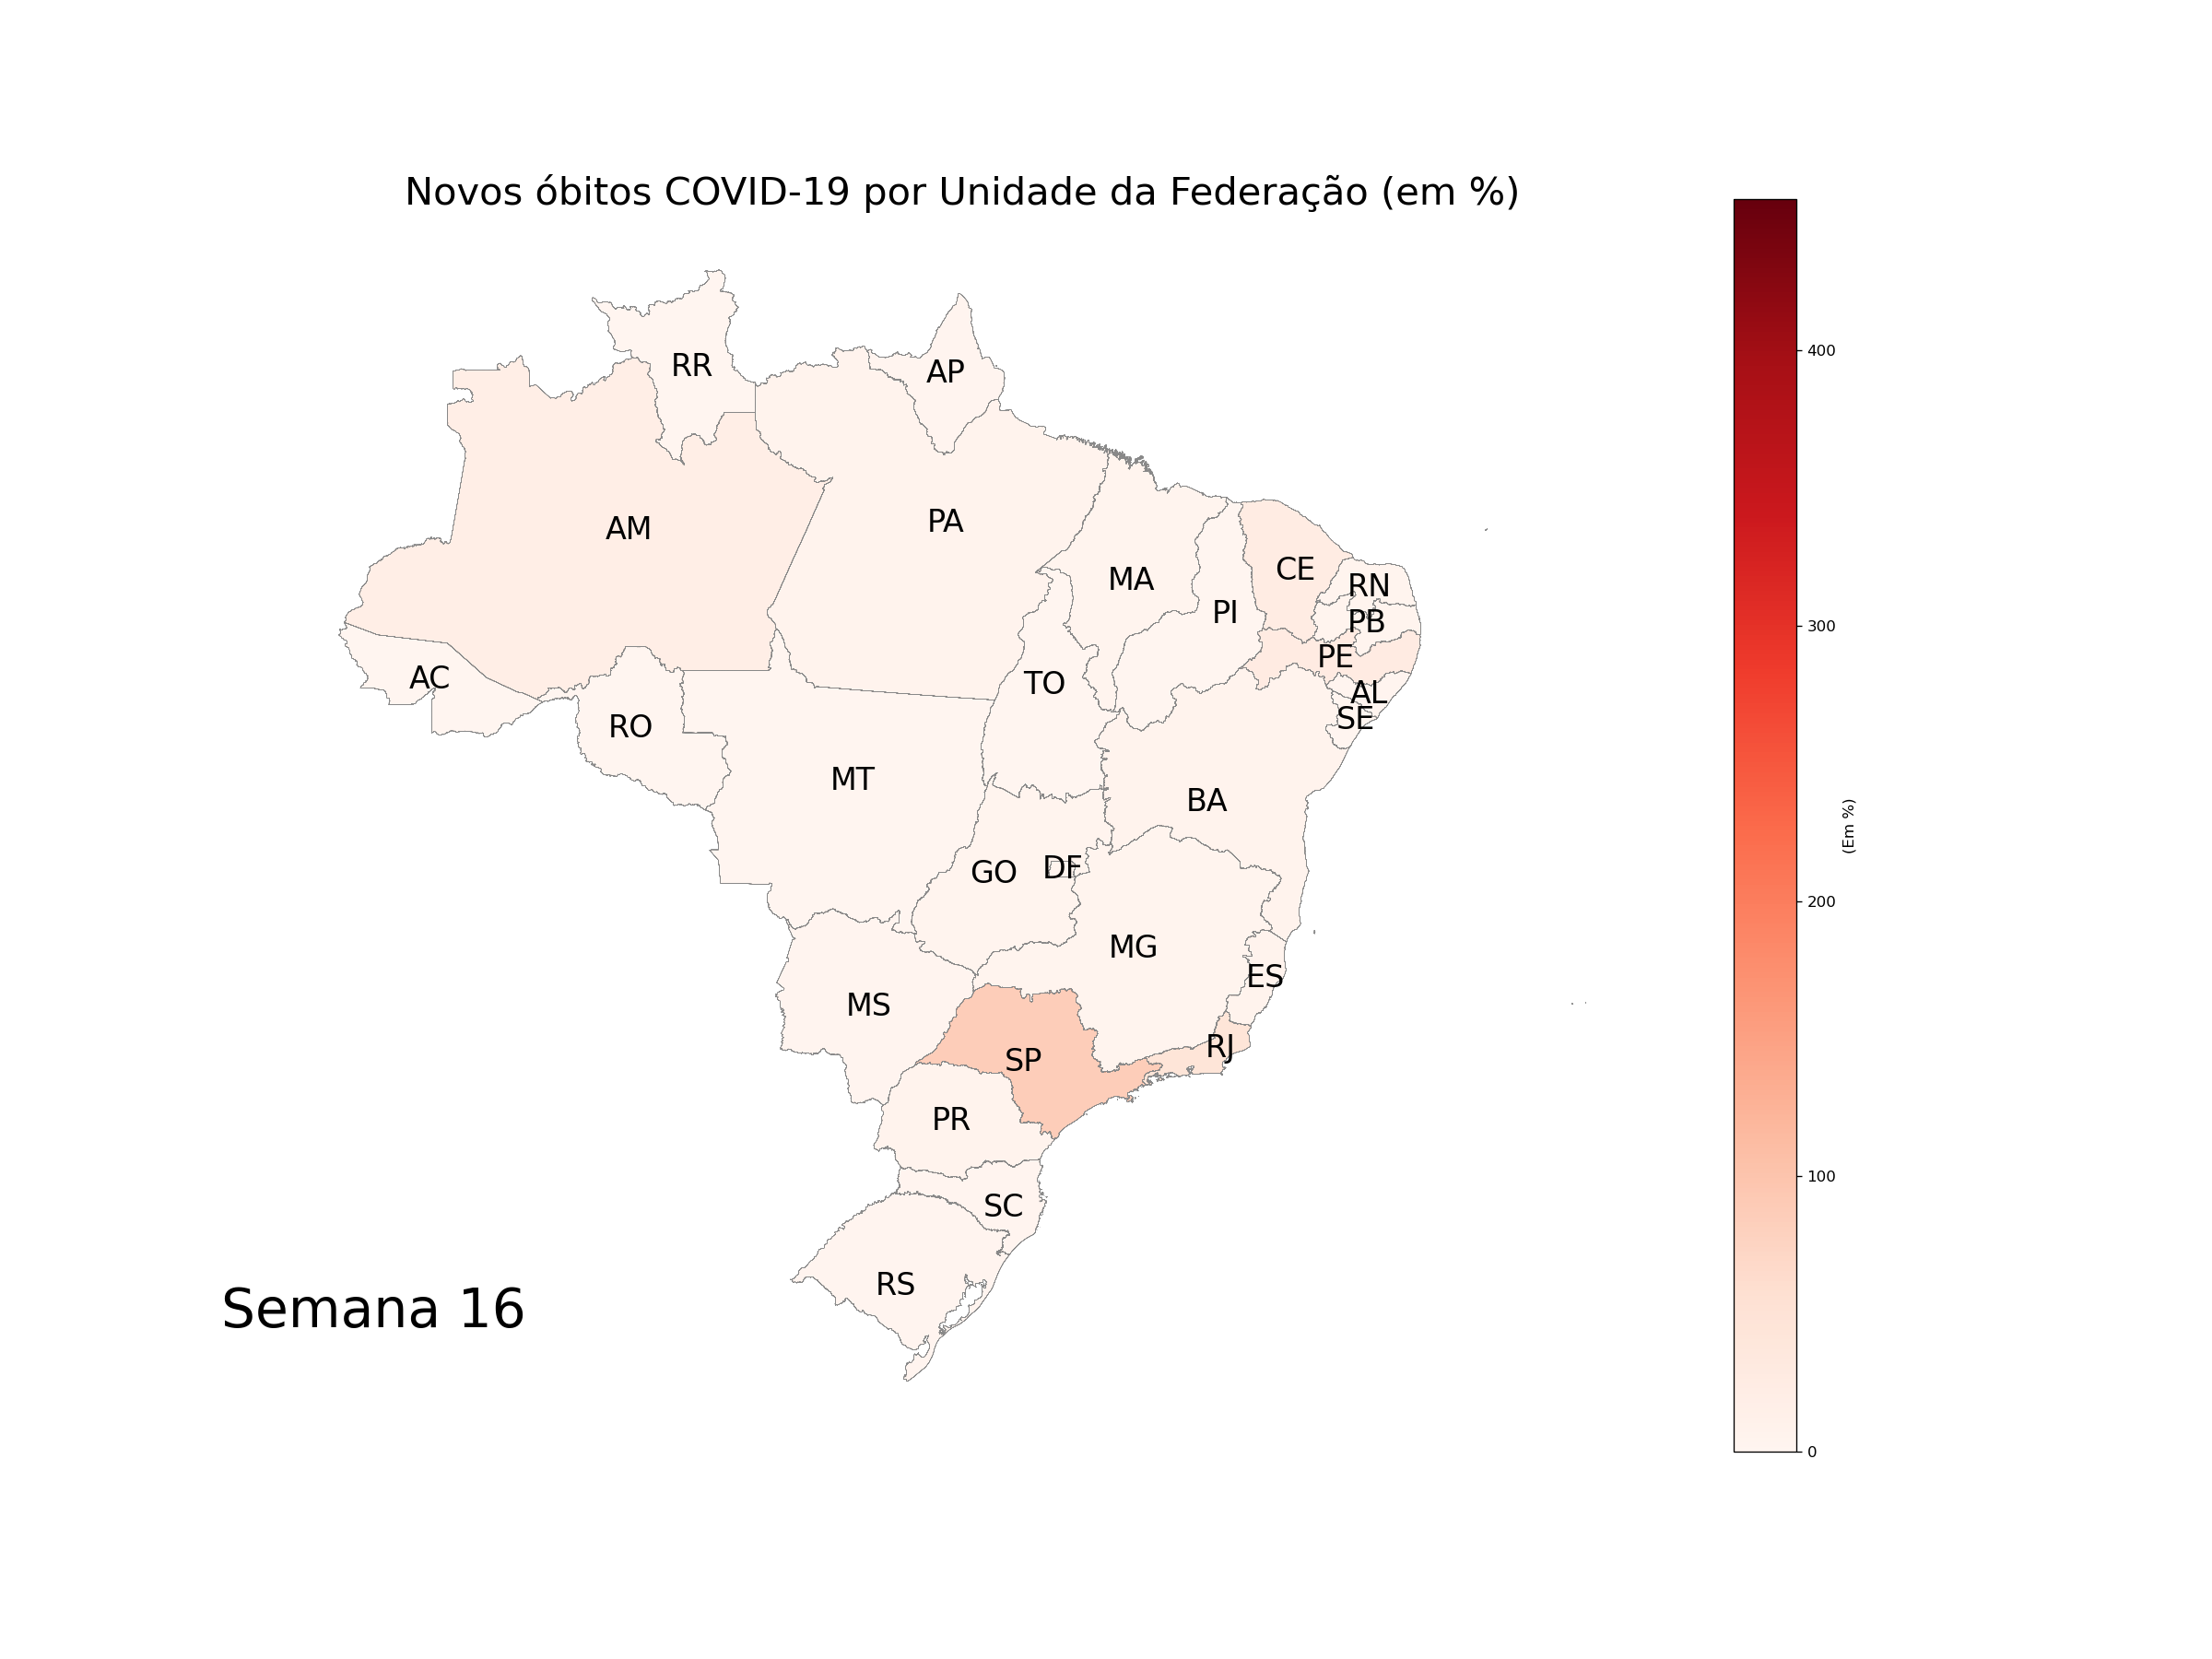 Novos óbitos COVID-19 por Unidade da Federação (em %)
RR
AP
400
AM
PA
CE
MA
RN
PI
PB
300
PE
AC
TO
AL
SE
RO
MT
BA
(Em %)
GO
DF
200
MG
ES
MS
RJ
SP
PR
100
SC
RS
Semana 16
0